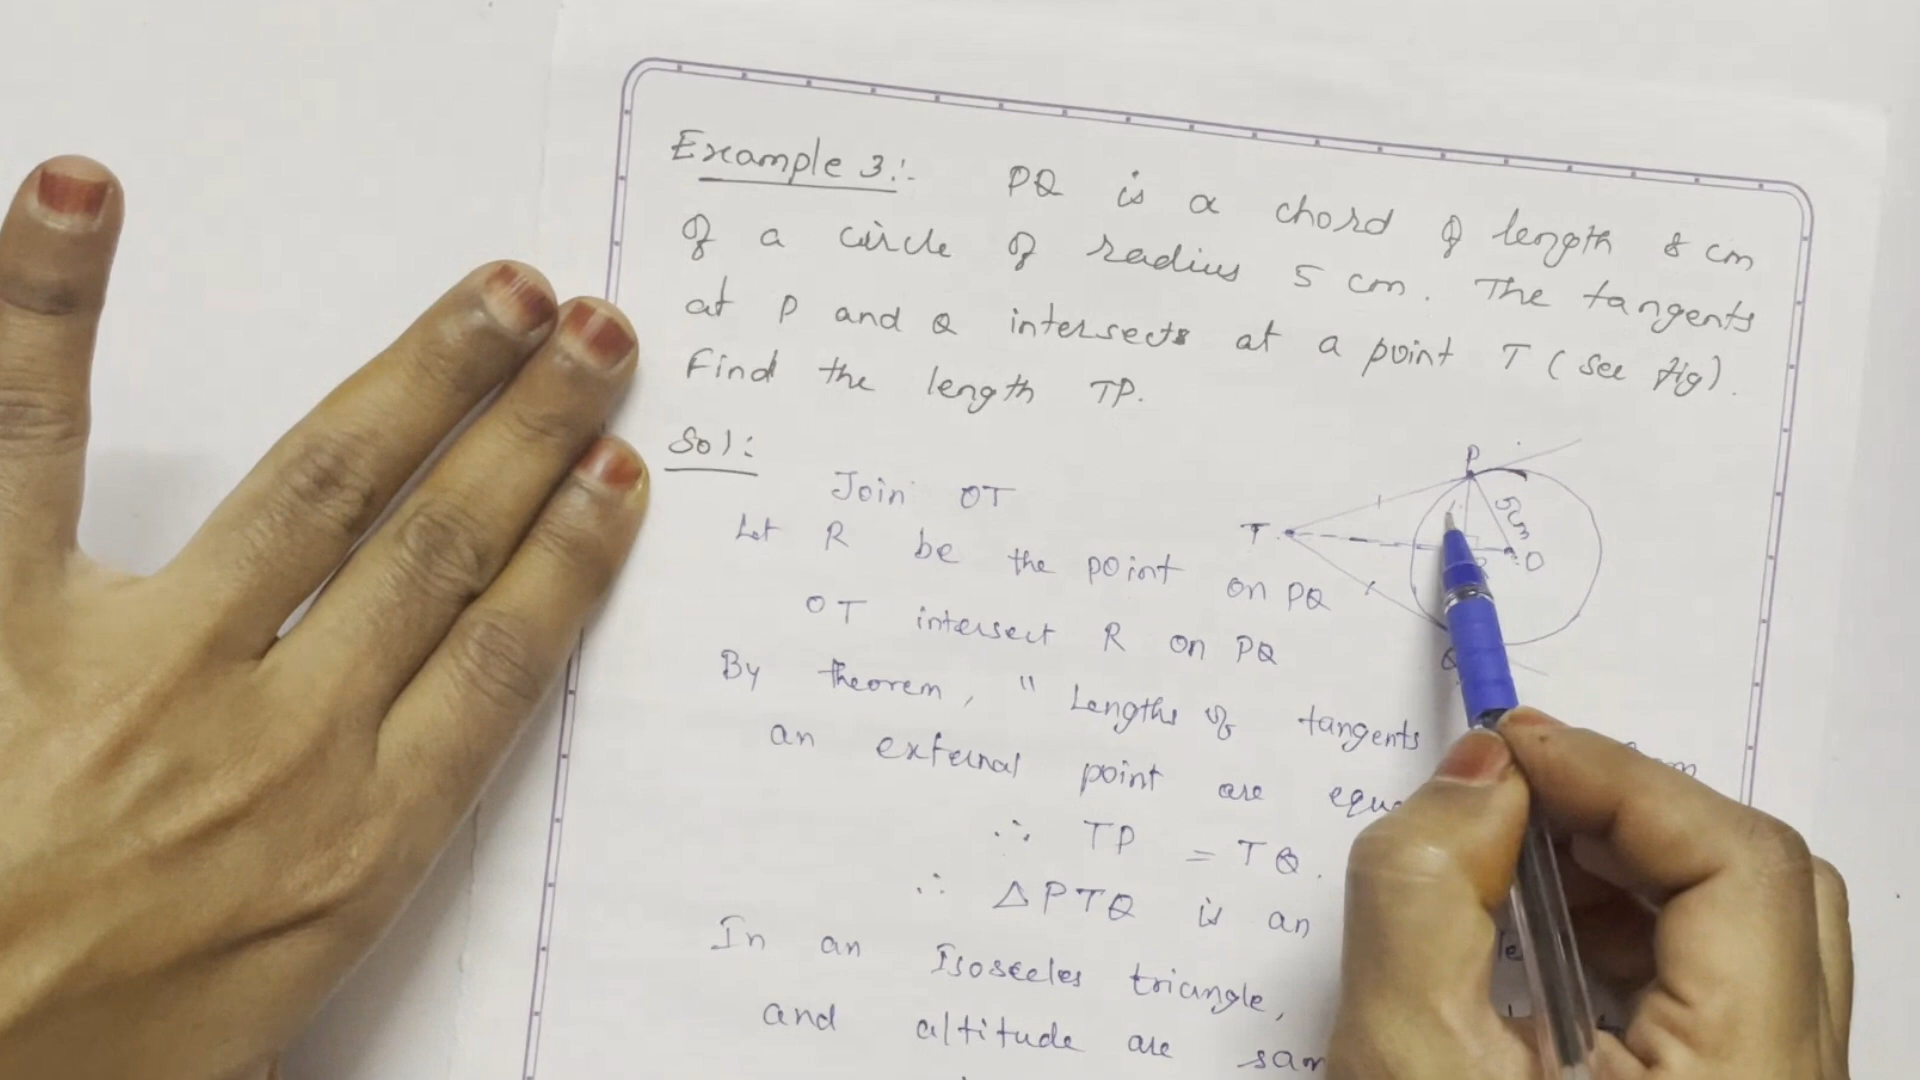 Example 3:- PQ is a chord of length 8 cm
of a circle of radius 5 cm. The tangents
at P and Q intersects at a point T (see fig).
Find the length TP.
Sol:
Join OT
Let R be the point on PQ
OT intersect R on PQ
By theorem, " Lengths of tangents
an external point are
∴ TP = TQ.
∴ △PTQ is an
In an Isosceles triangle,
and altitude are
P
5cm
T
O
Q